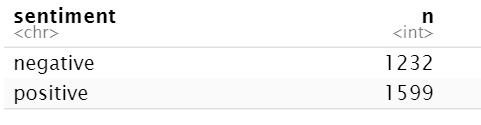 sentiment n
<chr> <int>
negative 1232
positive 1599